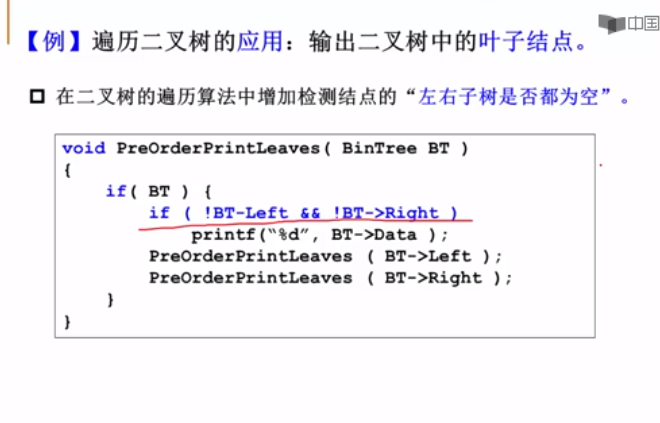 中国
【例】遍历二叉树的应用：输出二叉树中的叶子结点。
在二叉树的遍历算法中增加检测结点的“左右子树是否都为空”。
void PreOrderPrintLeaves( BinTree BT )
{
if( BT ) {
if ( !BT-Left && !BT->Right )
printf(“%d”, BT->Data );
PreOrderPrintLeaves ( BT->Left );
PreOrderPrintLeaves ( BT->Right );
}
}